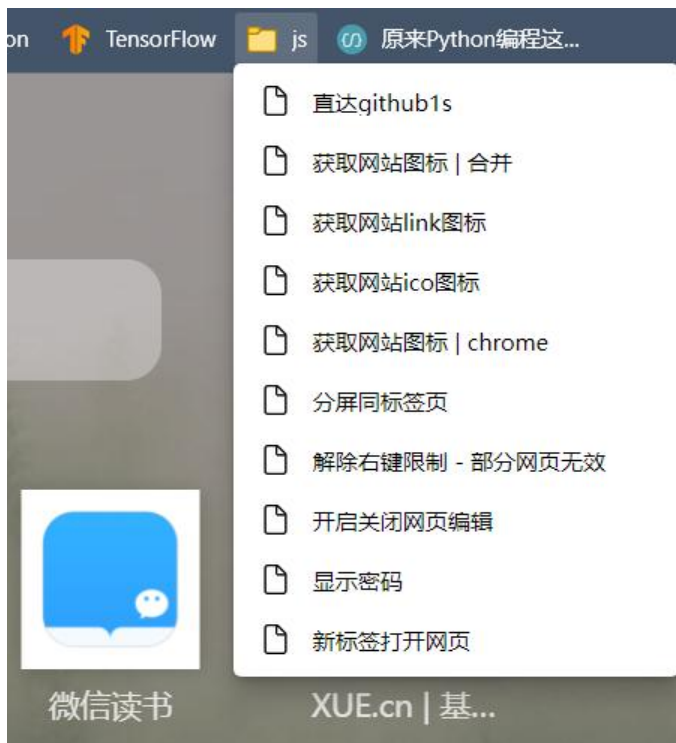 on TensorFlow js 原来Python编程这...
直达github1s
获取网站图标 | 合并
获取网站link图标
获取网站ico图标
获取网站图标 | chrome
分屏同标签页
解除右键限制 - 部分网页无效
开启关闭网页编辑
显示密码
新标签打开网页
微信读书 XUE.cn | 基...